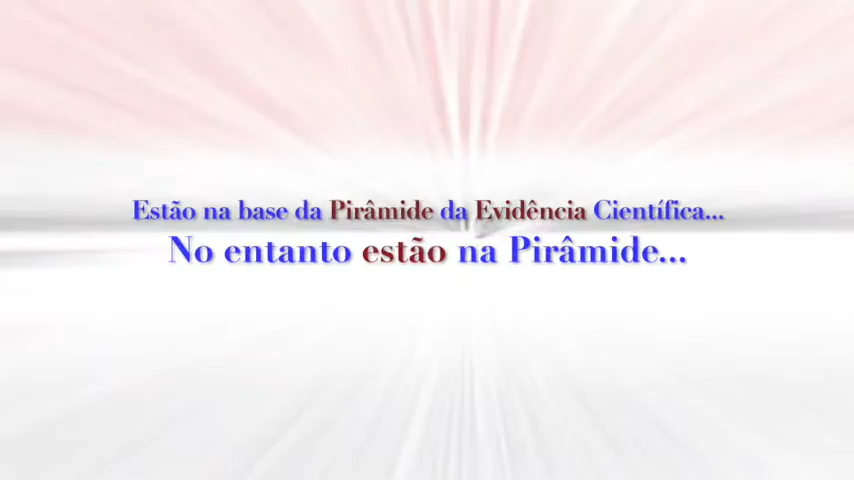 Estão na base da Pirâmide da Evidência Científica...
No entanto estão na Pirâmide...